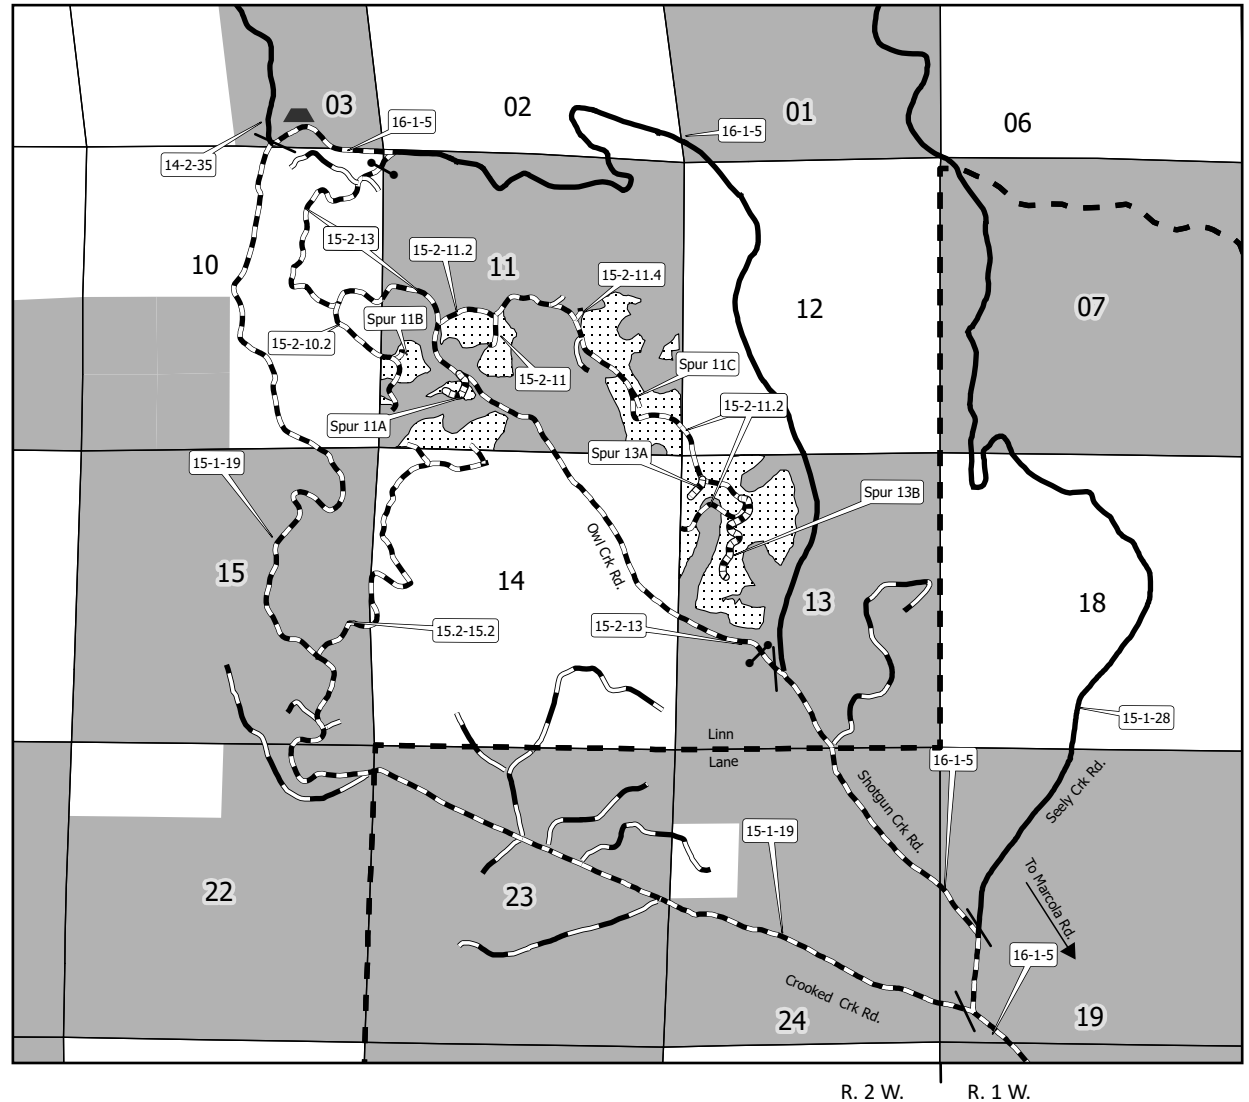 03
02
01
06
16-1-5
16-1-5
14-2-35
15-2-13
15-2-11.2
10
11
15-2-11.4
12
07
Spur 11B
15-2-10.2
Spur 11C
15-2-11
15-2-11.2
Spur 11A
Spur 13A
15-1-19
Spur 13B
Owl Crk Rd.
15
14
13
18
15-2-13
15.2-15.2
15-1-28
Linn
Lane
16-1-5
Shotgun Crk Rd.
Seely Crk Rd.
15-1-19
22
23
To Marcola Rd.
16-1-5
Crooked Crk Rd.
24
19
R. 2 W.
R. 1 W.